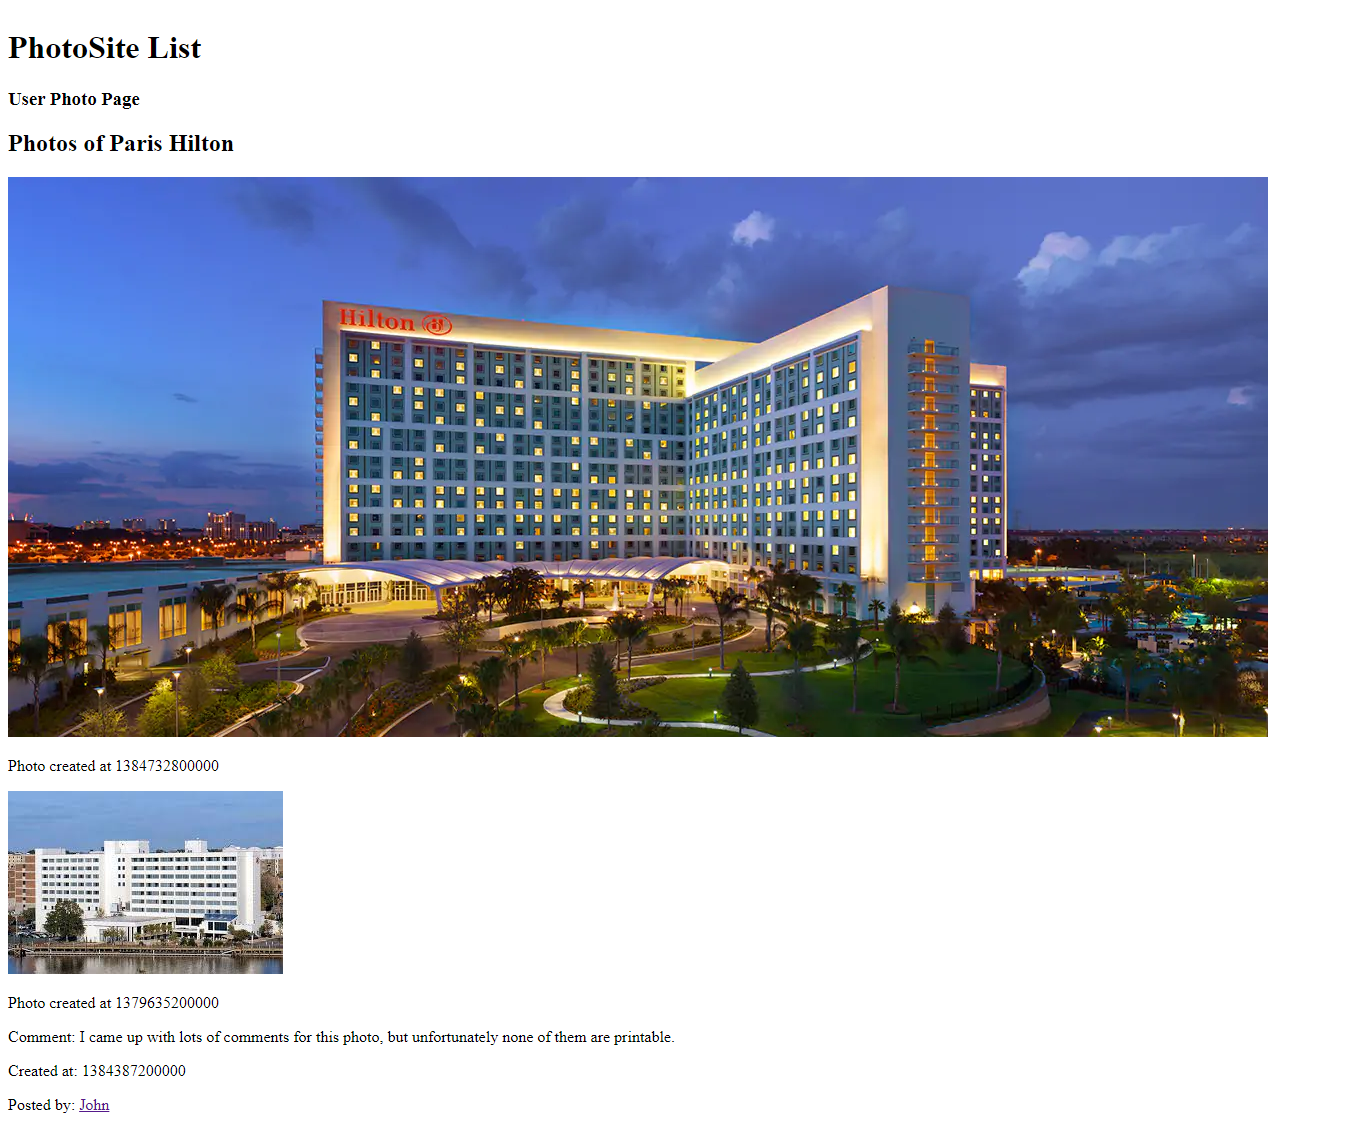 PhotoSite List
User Photo Page
Photos of Paris Hilton
Hilton
Photo created at 1384732800000
Photo created at 1379635200000
Comment: I came up with lots of comments for this photo, but unfortunately none of them are printable.
Created at: 1384387200000
Posted by: John